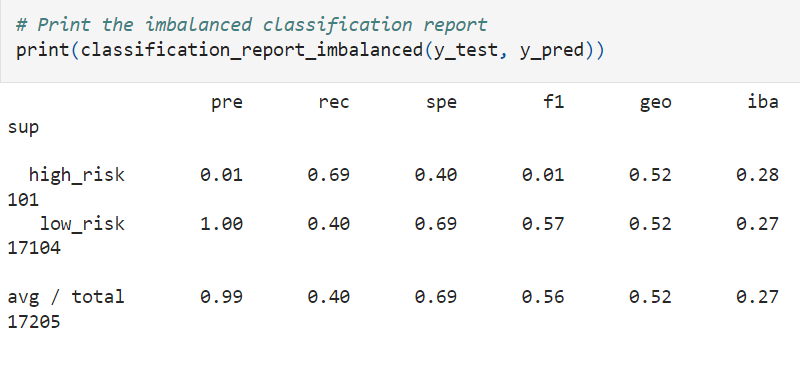 # Print the imbalanced classification report
print(classification_report_imbalanced(y_test, y_pred))
pre rec spe f1 geo iba
sup
high_risk 0.01 0.69 0.40 0.01 0.52 0.28
101
low_risk 1.00 0.40 0.69 0.57 0.52 0.27
17104
avg / total 0.99 0.40 0.69 0.56 0.52 0.27
17205